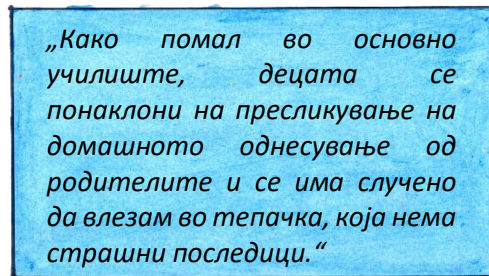 „Како помал во основно
училиште, децата се
понаклони на пресликување на
домашното однесување од
родителите и се има случено
да влезам во тепачка, која нема
страшни последици.“